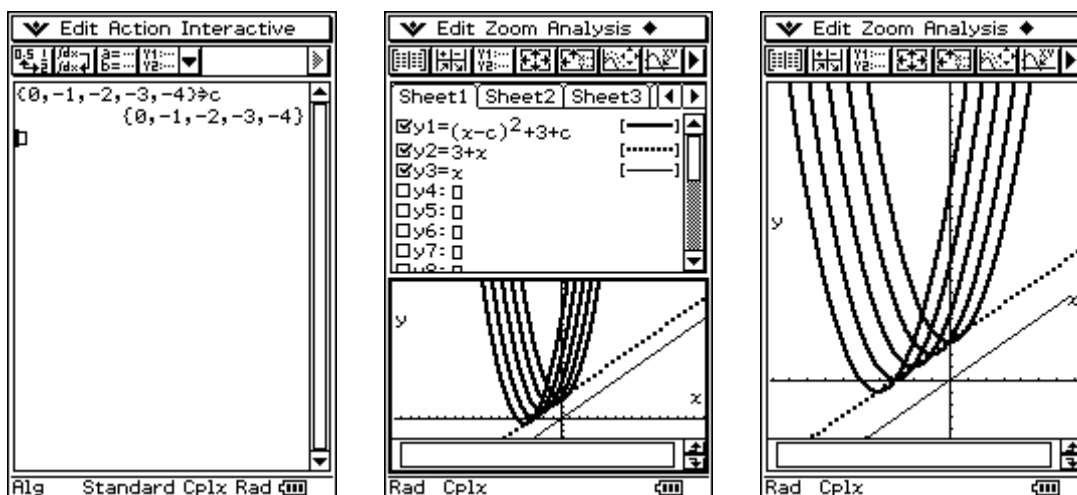 Edit Action Interactive
{0,-1,-2,-3,-4}⇒c
{0,-1,-2,-3,-4}
Alg Standard Cplx Rad
Edit Zoom Analysis ◆
Sheet1 Sheet2 Sheet3
y1=(x-c)²+3+c
y2=3+x
y3=x
y4:
y5:
y6:
y7:
y8:
y
x
Rad Cplx
Edit Zoom Analysis ◆
y
x
Rad Cplx